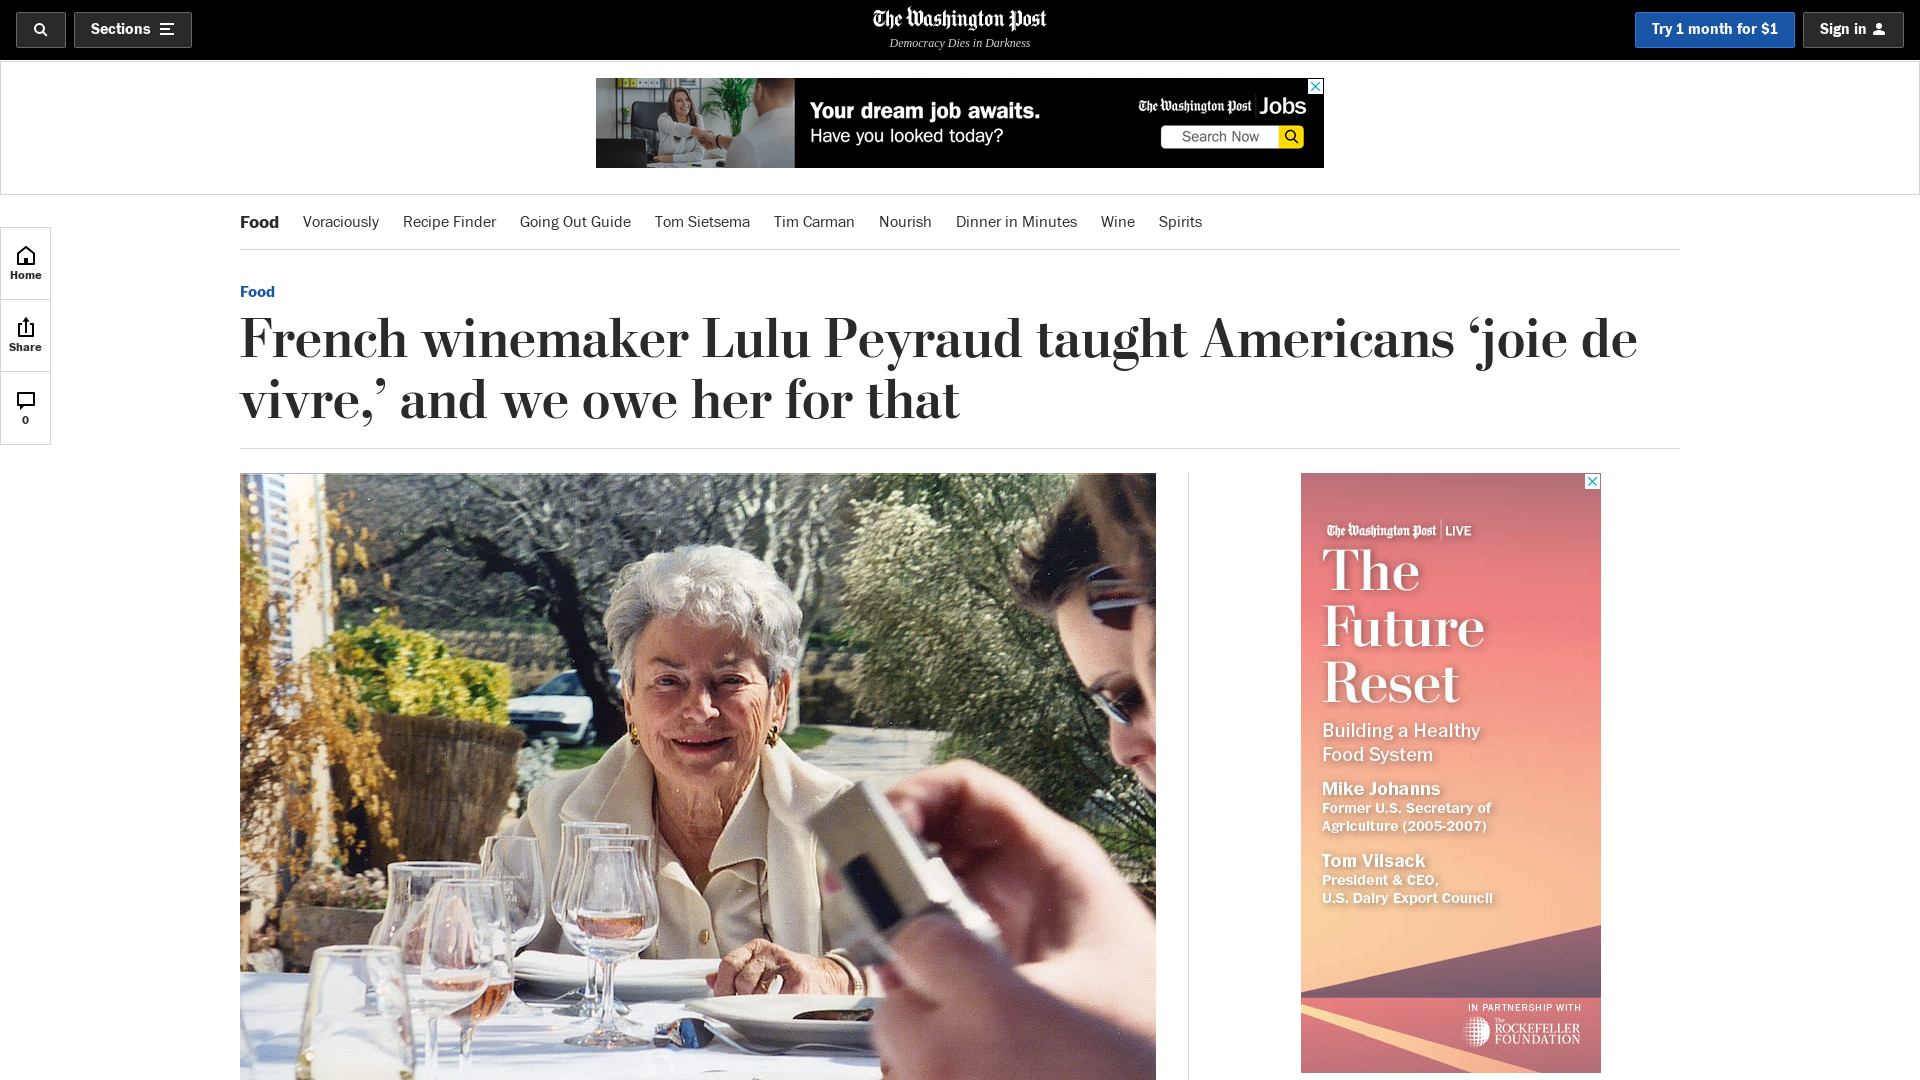 Sections
The Washington Post
Democracy Dies in Darkness
Try 1 month for $1
Sign in
Your dream job awaits.
Have you looked today?
The Washington Post Jobs
Search Now
Food Voraciously Recipe Finder Going Out Guide Tom Sietsema Tim Carman Nourish Dinner in Minutes Wine Spirits
Home
Share
0
Food
French winemaker Lulu Peyraud taught Americans ‘joie de
vivre,’ and we owe her for that
The Washington Post LIVE
The
Future
Reset
Building a Healthy
Food System
Mike Johanns
Former U.S. Secretary of
Agriculture (2005-2007)
Tom Vilsack
President & CEO,
U.S. Dairy Export Council
IN PARTNERSHIP WITH
The
ROCKEFELLER
FOUNDATION